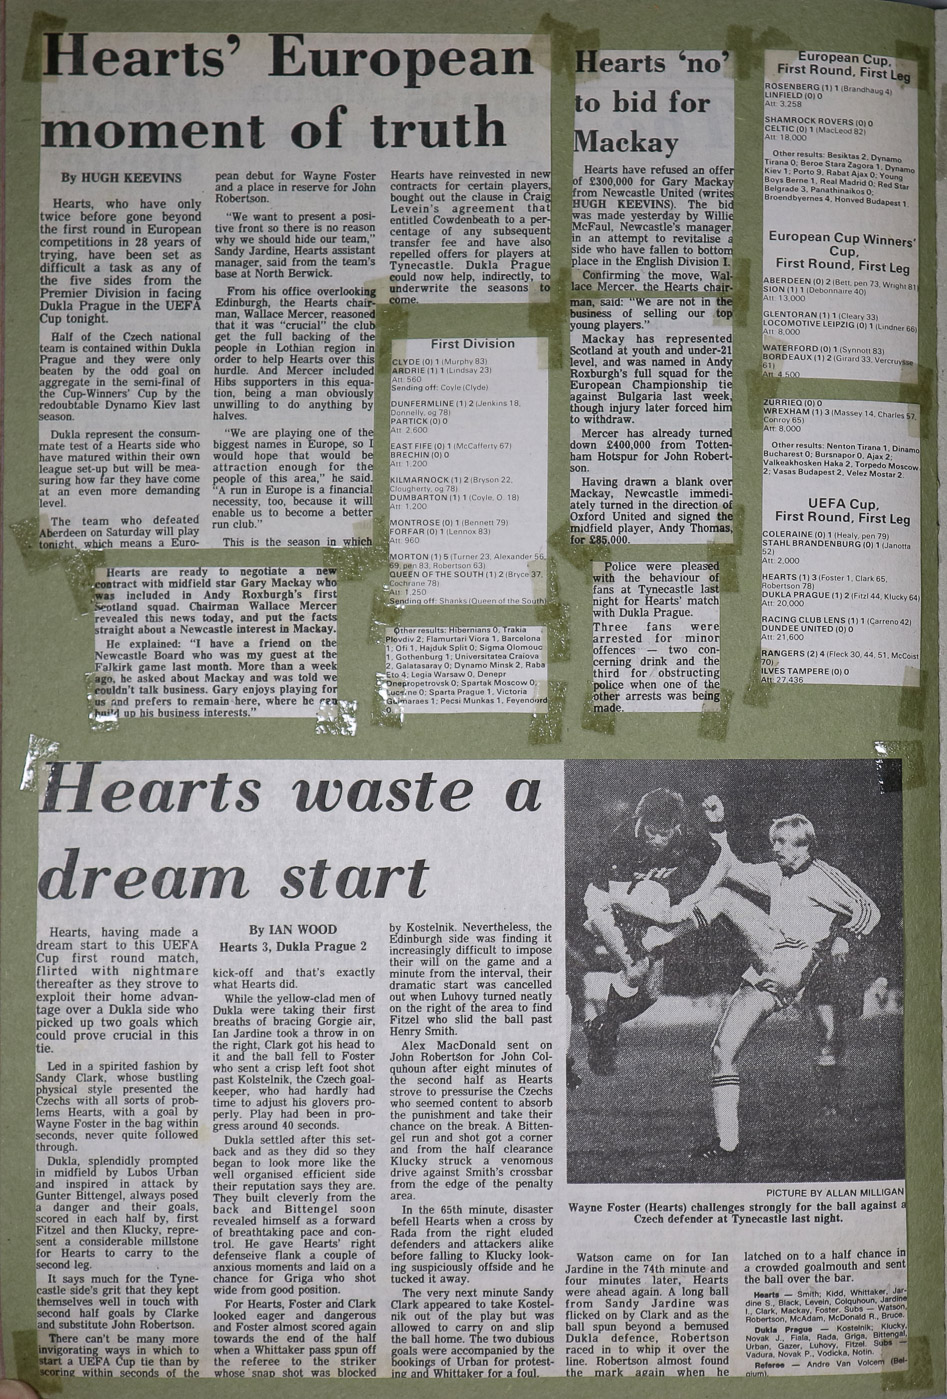 Hearts' European
moment of truth
By HUGH KEEVINS
Hearts, who have only
twice before gone beyond
the first round in European
competitions in 28 years of
trying, have been set as
difficult a task as any of
the five sides from the
Premier Division in facing
Dukla Prague in the UEFA
Cup tonight.
Half of the Czech national
team is contained within Dukla
Prague and they were only
beaten by the odd goal on
aggregate in the semi-final of
the Cup-Winners' Cup by the
redoubtable Dynamo Kiev last
season.
Dukla represent the consum-
mate test of a Hearts side who
have matured within their own
league set-up but will be mea-
suring how far they have come
at an even more demanding
level.
The team who defeated
Aberdeen on Saturday will play
tonight, which means a Euro-
pean debut for Wayne Foster
and a place in reserve for John
Robertson.
"We want to present a posi-
tive front so there is no reason
why we should hide our team,"
Sandy Jardine, Hearts assistant
manager, said from the team's
base at North Berwick.
From his office overlooking
Edinburgh, the Hearts chair-
man, Wallace Mercer, reasoned
that it was "crucial" the club
get the full backing of the
people in Lothian region in
order to help Hearts over this
hurdle. And Mercer included
Hibs supporters in this equa-
tion, being a man obviously
unwilling to do anything by
halves.
"We are playing one of the
biggest names in Europe, so I
would hope that would be
attraction enough for the
people of this area," he said.
"A run in Europe is a financial
necessity, too, because it will
enable us to become a better
run club."
This is the season in which
Hearts have reinvested in new
contracts for certain players,
bought out the clause in Craig
Levein's agreement that
entitled Cowdenbeath to a per-
centage of any subsequent
transfer fee and have also
repelled offers for players at
Tynecastle. Dukla Prague
could now help, indirectly, to
underwrite the seasons to
come.
First Division
CLYDE (0) 1 (Murphy 83)
ARDRIE (1) 1 (Lindsay 23)
Att: 560
Sending off: Coyle (Clyde)
DUNFERMLINE (1) 2 (Jenkins 18,
Donnelly, og 78)
PARTICK (0) 0
Att: 2.600
EAST FIFE (0) 1 (McCafferty 67)
BRECHIN (0) 0
Att: 1.200
KILMARNOCK (1) 2 (Bryson 22,
Clougherty, og 78)
DUMBARTON (1) 1 (Coyle, O. 18)
Att: 1.200
MONTROSE (0) 1 (Bennett 79)
FORFAR (0) 1 (Lennox 83)
Att: 960
MORTON (1) 5 (Turner 23, Alexander 56,
69, pen 83, Robertson 63)
QUEEN OF THE SOUTH (1) 2 (Bryce 37,
Cochrane 78)
Att: 1.250
Sending off: Shanks (Queen of the South)
Hearts 'no'
to bid for
Mackay
Hearts have refused an offer
of £300,000 for Gary Mackay
from Newcastle United (writes
HUGH KEEVINS). The bid
was made yesterday by Willie
McFaul, Newcastle's manager,
in an attempt to revitalise a
side who have fallen to bottom
place in the English Division I.
Confirming the move, Wal-
lace Mercer, the Hearts chair-
man, said: "We are not in the
business of selling our top
young players."
Mackay has represented
Scotland at youth and under-21
level, and was named in Andy
Roxburgh's full squad for the
European Championship tie
against Bulgaria last week,
though injury later forced him
to withdraw.
Mercer has already turned
down £400,000 from Totten-
ham Hotspur for John Robert-
son.
Having drawn a blank over
Mackay, Newcastle immedi-
ately turned in the direction of
Oxford United and signed the
midfield player, Andy Thomas,
for £85,000.
European Cup,
First Round, First Leg
ROSENBERG (1) 1 (Brandhaug 4)
LINFIELD (0) 0
Att: 3.258
SHAMROCK ROVERS (0) 0
CELTIC (0) 1 (MacLeod 82)
Att: 18,000
Other results: Besiktas 2, Dynamo
Tirana 0; Beroe Stara Zagora 1, Dynamo
Kiev 1; Porto 9, Rabat Ajax 0; Young
Boys Berne 1, Real Madrid 0; Red Star
Belgrade 3, Panathinaikos 0;
Broendbyernes 4, Honved Budapest 1.
European Cup Winners'
Cup,
First Round, First Leg
ABERDEEN (0) 2 (Bett, pen 73, Wright 81)
SION (1) 1 (Debonnaire 40)
Att: 13,000
GLENTORAN (0) 1 (Cleary 33)
LOCOMOTIVE LEIPZIG (0) 1 (Lindner 66)
Att: 8,000
WATERFORD (0) 1 (Synnott 83)
BORDEAUX (1) 2 (Girard 33, Vercruysse
61)
Att: 4,500
ZURRIEQ (0) 0
WREXHAM (1) 3 (Massey 14, Charles 57,
Conroy 65)
Att: 8,000
Other results: Nenton Tirana 1, Dinamo
Bucharest 0; Bursnapor 0, Ajax 2;
Valkeakhosken Haka 2, Torpedo Moscow
2; Vasas Budapest 2, Velez Mostar 2.
UEFA Cup,
First Round, First Leg
COLERAINE (0) 1 (Healy, pen 79)
STAHL BRANDENBURG (0) 1 (Janotta
52)
Att: 2,000
HEARTS (1) 3 (Foster 1, Clark 65,
Robertson 78)
DUKLA PRAGUE (1) 2 (Fitzl 44, Klucky 64)
Att: 20,000
RACING CLUB LENS (1) 1 (Carreno 42)
DUNDEE UNITED (0) 0
Att: 21,600
RANGERS (2) 4 (Fleck 30, 44, 51, McCoist
70)
ILVES TAMPERE (0) 0
Att: 27,436
Hearts are ready to negotiate a new
contract with midfield star Gary Mackay who
was included in Andy Roxburgh's first
Scotland squad. Chairman Wallace Mercer
revealed this news today, and put the facts
straight about a Newcastle interest in Mackay.
He explained: "I have a friend on the
Newcastle Board who was my guest at the
Falkirk game last month. More than a week
ago, he asked about Mackay and was told we
couldn't talk business. Gary enjoys playing for
us and prefers to remain here, where he can
build up his business interests."
Other results: Hibernians 0, Trakia
Plovdiv 2; Flamurtari Viora 1, Barcelona
1; Ofi 1, Hajduk Split 0; Sigma Olomouc
1, Gothenburg 1; Universitatea Craiova
2, Galatasaray 0; Dynamo Minsk 2, Raba
Eto 4; Legia Warsaw 0, Denepr
Dnepropetrovsk 0; Spartak Moscow 0,
Lucerne 0; Sparta Prague 1, Victoria
Guimaraes 1; Pecsi Munkas 1, Feyenoord
0
Police were pleased
with the behaviour of
fans at Tynecastle last
night for Hearts' match
with Dukla Prague.
Three fans were
arrested for minor
offences — two con-
cerning drink and the
third for obstructing
police when one of the
other arrests was being
made.
Hearts waste a
dream start
Hearts, having made a
dream start to this UEFA
Cup first round match,
flirted with nightmare
thereafter as they strove to
exploit their home advan-
tage over a Dukla side who
picked up two goals which
could prove crucial in this
tie.
Led in a spirited fashion by
Sandy Clark, whose bustling
physical style presented the
Czechs with all sorts of prob-
lems Hearts, with a goal by
Wayne Foster in the bag within
seconds, never quite followed
through.
Dukla, splendidly prompted
in midfield by Lubos Urban
and inspired in attack by
Gunter Bittengel, always posed
a danger and their goals,
scored in each half by, first
Fitzel and then Klucky, repre-
sent a considerable millstone
for Hearts to carry to the
second leg.
It says much for the Tyne-
castle side's grit that they kept
themselves well in touch with
second half goals by Clarke
and substitute John Robertson.
There can't be many more
invigorating ways in which to
start a UEFA Cup tie than by
scoring within seconds of the
By IAN WOOD
Hearts 3, Dukla Prague 2
kick-off and that's exactly
what Hearts did.
While the yellow-clad men of
Dukla were taking their first
breaths of bracing Gorgie air,
Ian Jardine took a throw in on
the right, Clark got his head to
it and the ball fell to Foster
who sent a crisp left foot shot
past Kolstelnik, the Czech goal-
keeper, who had hardly had
time to adjust his glovers pro-
perly. Play had been in pro-
gress around 40 seconds.
Dukla settled after this set-
back and as they did so they
began to look more like the
well organised efficient side
their reputation says they are.
They built cleverly from the
back and Bittengel soon
revealed himself as a forward
of breathtaking pace and con-
trol. He gave Hearts' right
defenseive flank a couple of
anxious moments and laid on a
chance for Griga who shot
wide from good position.
For Hearts, Foster and Clark
looked eager and dangerous
and Foster almost scored again
towards the end of the half
when a Whittaker pass spun off
the referee to the striker
whose snap shot was blocked
by Kostelnik. Nevertheless, the
Edinburgh side was finding it
increasingly difficult to impose
their will on the game and a
minute from the interval, their
dramatic start was cancelled
out when Luhovy turned neatly
on the right of the area to find
Fitzel who slid the ball past
Henry Smith.
Alex MacDonald sent on
John Robertson for John Col-
quhoun after eight minutes of
the second half as Hearts
strove to pressurise the Czechs
who seemed content to absorb
the punishment and take their
chance on the break. A Bitten-
gel run and shot got a corner
and from the half clearance
Klucky struck a venomous
drive against Smith's crossbar
from the edge of the penalty
area.
In the 65th minute, disaster
befell Hearts when a cross by
Rada from the right eluded
defenders and attackers alike
before falling to Klucky look-
ing suspiciously offside and he
tucked it away.
The very next minute Sandy
Clark appeared to take Kostel-
nik out of the play but was
allowed to carry on and slip
the ball home. The two dubious
goals were accompanied by the
bookings of Urban for protest-
ing and Whittaker for a foul.
PICTURE BY ALLAN MILLIGAN
Wayne Foster (Hearts) challenges strongly for the ball against a
Czech defender at Tynecastle last night.
Watson came on for Ian
Jardine in the 74th minute and
four minutes later, Hearts
were ahead again. A long ball
from Sandy Jardine was
flicked on by Clark and as the
ball spun beyond a bemused
Dukla defence, Robertson
raced in to whip it over the
line. Robertson almost found
the mark again when he
latched on to a half chance in
a crowded goalmouth and sent
the ball over the bar.
Hearts — Smith; Kidd, Whittaker, Jar-
dine S., Black, Levein, Colquhoun, Jardine
I., Clark, Mackay, Foster. Subs — Watson,
Robertson, McAdam, McDonald R., Bruce.
Dukla Prague — Kostelnik; Klucky,
Novak J., Fiala, Rada, Griga, Bittengel,
Urban, Gazer, Luhovy, Fitzel. Subs —
Vadura, Novak P., Vodicka, Notin.
Referee — Andre Van Volcem (Bel-
gium).